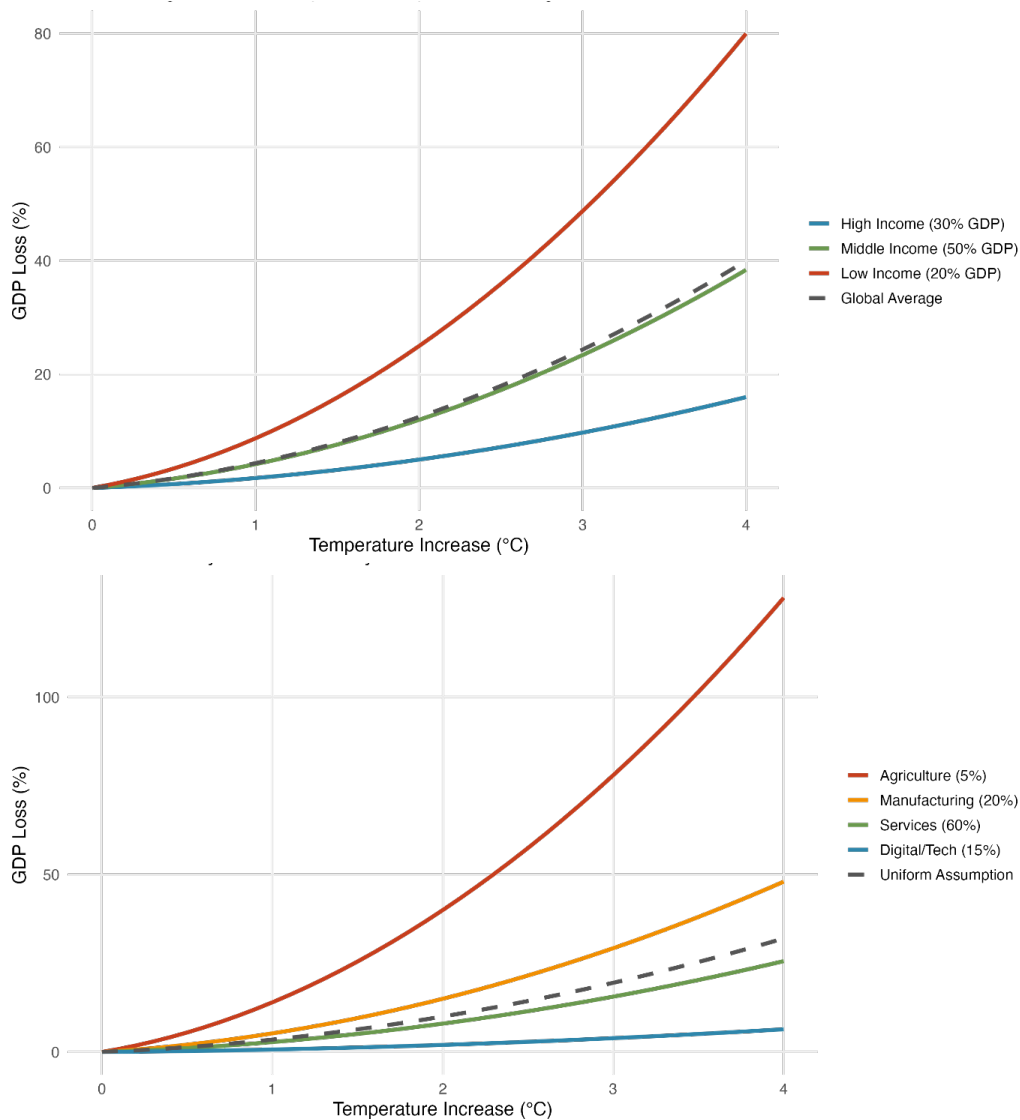 80
60
40
20
0
GDP Loss (%)
0 1 2 3 4
Temperature Increase (°C)
High Income (30% GDP)
Middle Income (50% GDP)
Low Income (20% GDP)
Global Average
100
50
0
GDP Loss (%)
0 1 2 3 4
Temperature Increase (°C)
Agriculture (5%)
Manufacturing (20%)
Services (60%)
Digital/Tech (15%)
Uniform Assumption